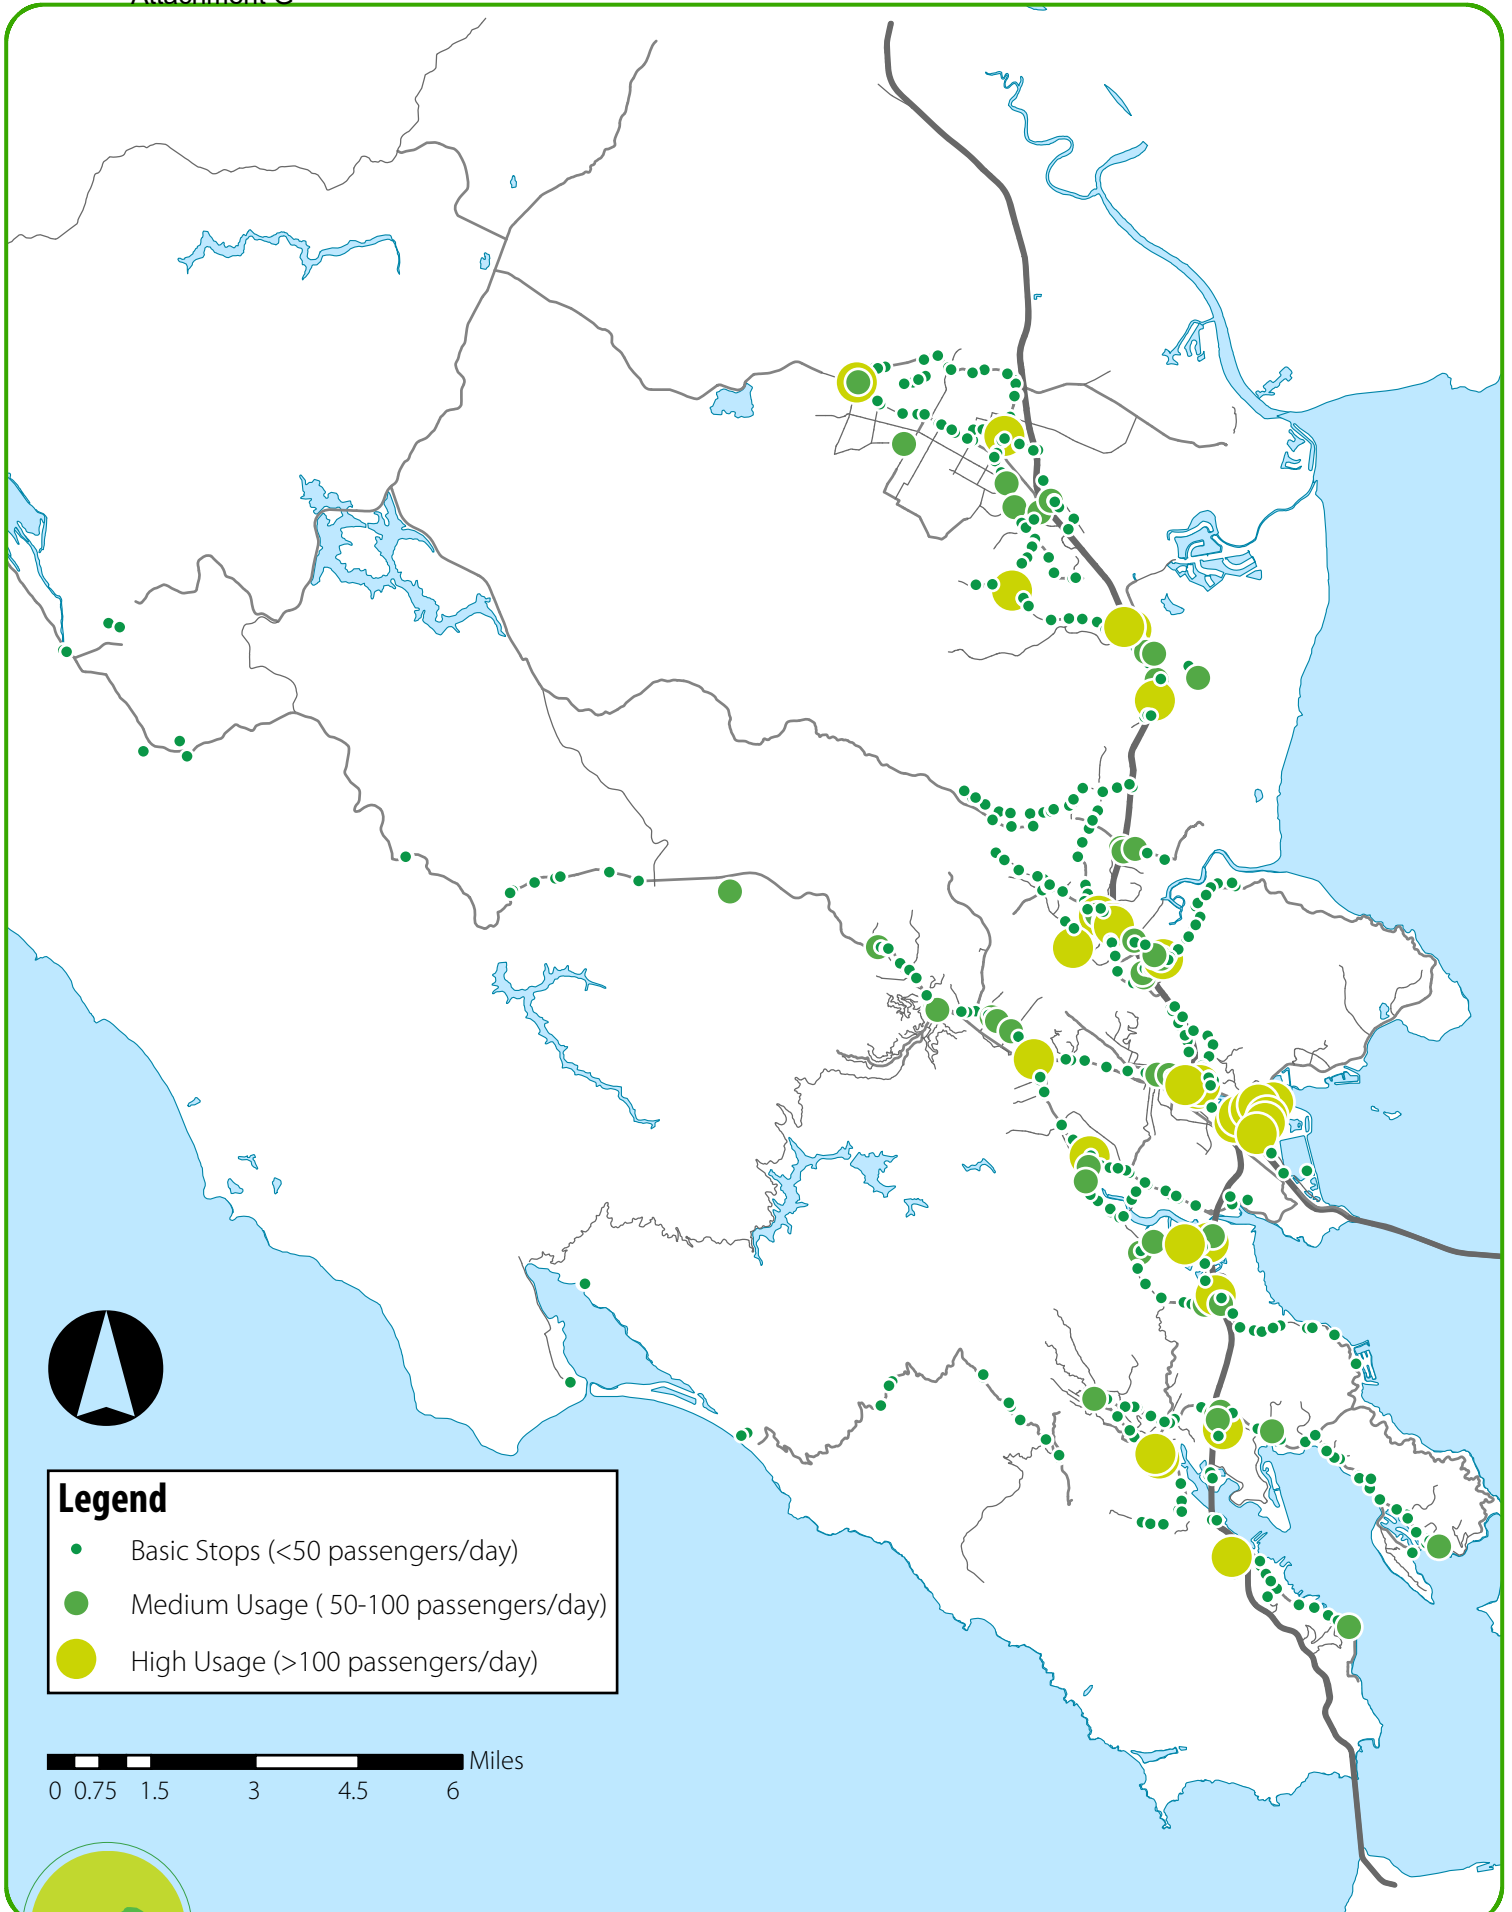 Attachment G
Legend
Basic Stops (<50 passengers/day)
Medium Usage ( 50-100 passengers/day)
High Usage (>100 passengers/day)
Miles
0 0.75 1.5 3 4.5 6